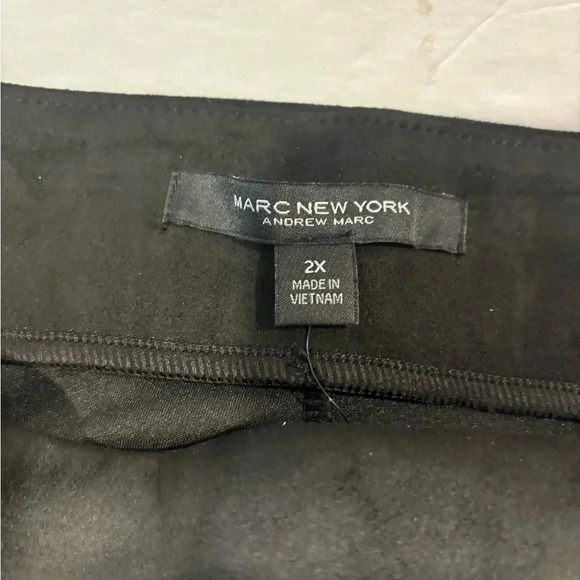 MARC NEW YORK
ANDREW MARC
2X
MADE IN
VIETNAM